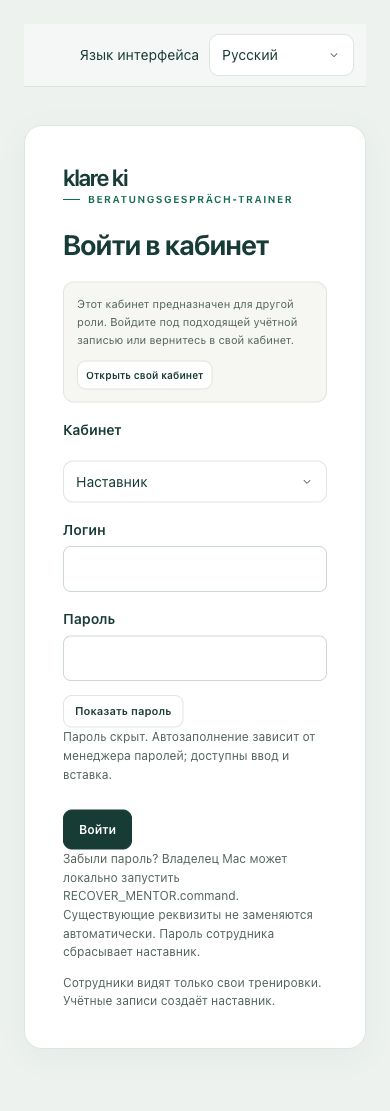 Язык интерфейса Русский
klare ki
BERATUNGSGESPRÄCH-TRAINER
Войти в кабинет
Этот кабинет предназначен для другой
роли. Войдите под подходящей учётной
записью или вернитесь в свой кабинет.
Открыть свой кабинет
Кабинет
Наставник
Логин
Пароль
Показать пароль
Пароль скрыт. Автозаполнение зависит от
менеджера паролей; доступны ввод и
вставка.
Войти
Забыли пароль? Владелец Mac может
локально запустить
RECOVER_MENTOR.command.
Существующие реквизиты не заменяются
автоматически. Пароль сотрудника
сбрасывает наставник.
Сотрудники видят только свои тренировки.
Учётные записи создаёт наставник.